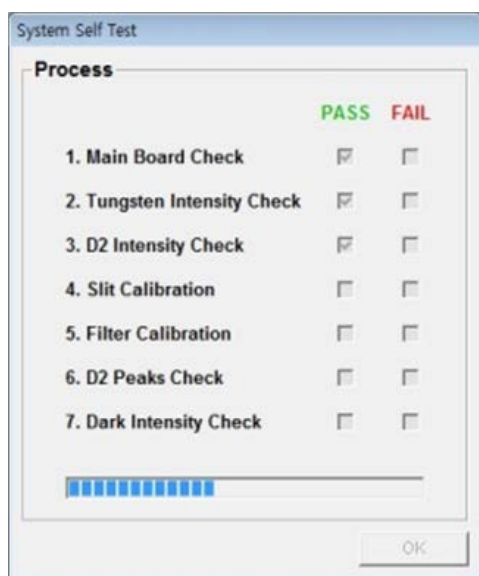 System Self Test
Process
PASS FAIL
1. Main Board Check
2. Tungsten Intensity Check
3. D2 Intensity Check
4. Slit Calibration
5. Filter Calibration
6. D2 Peaks Check
7. Dark Intensity Check
OK